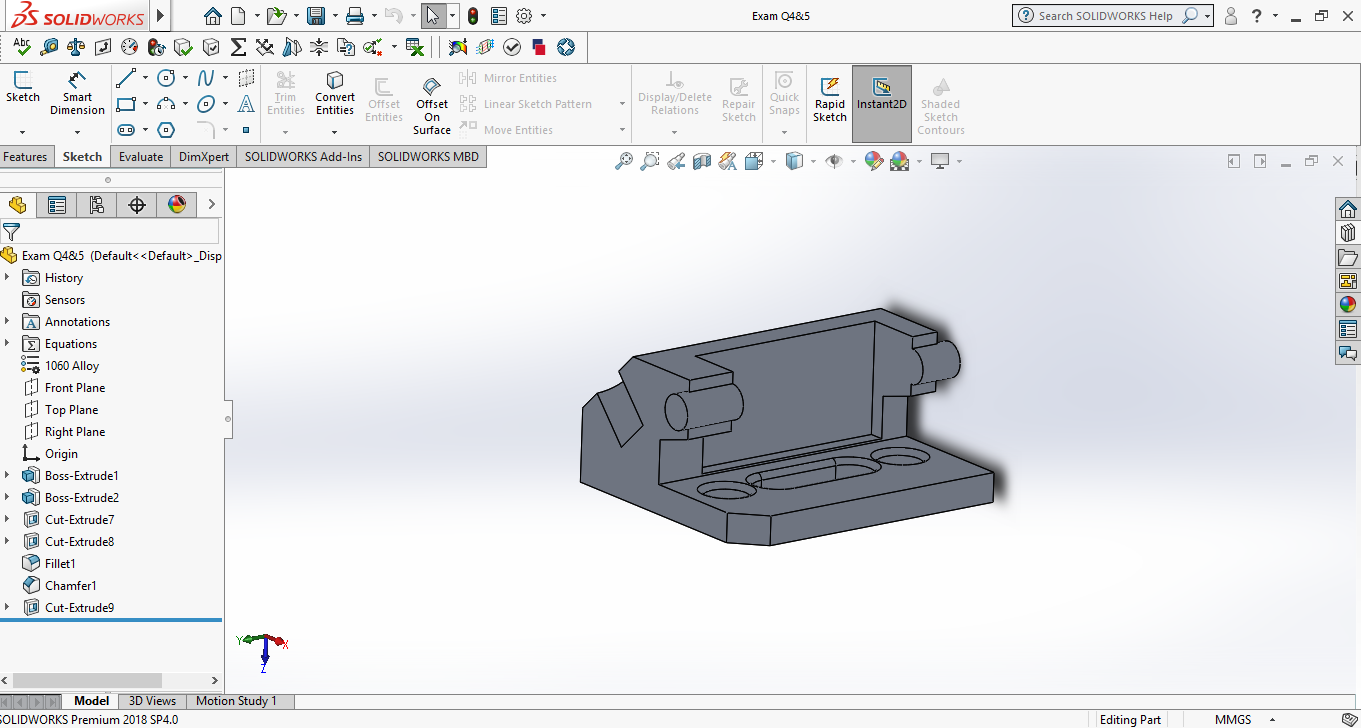 SOLIDWORKS
Exam Q4&5
Search SOLIDWORKS Help
?
Abc
Sketch
Smart Dimension
A
Trim Entities
Convert Entities
Offset Entities
Offset On Surface
Mirror Entities
Linear Sketch Pattern
Move Entities
Display/Delete Relations
Repair Sketch
Quick Snaps
Rapid Sketch
Instant2D
Shaded Sketch Contours
Features
Sketch
Evaluate
DimXpert
SOLIDWORKS Add-Ins
SOLIDWORKS MBD
Exam Q4&5 (Default<<Default>_Disp
History
Sensors
Annotations
Equations
1060 Alloy
Front Plane
Top Plane
Right Plane
Origin
Boss-Extrude1
Boss-Extrude2
Cut-Extrude7
Cut-Extrude8
Fillet1
Chamfer1
Cut-Extrude9
Y
X
Z
Model
3D Views
Motion Study 1
SOLIDWORKS Premium 2018 SP4.0
Editing Part
MMGS